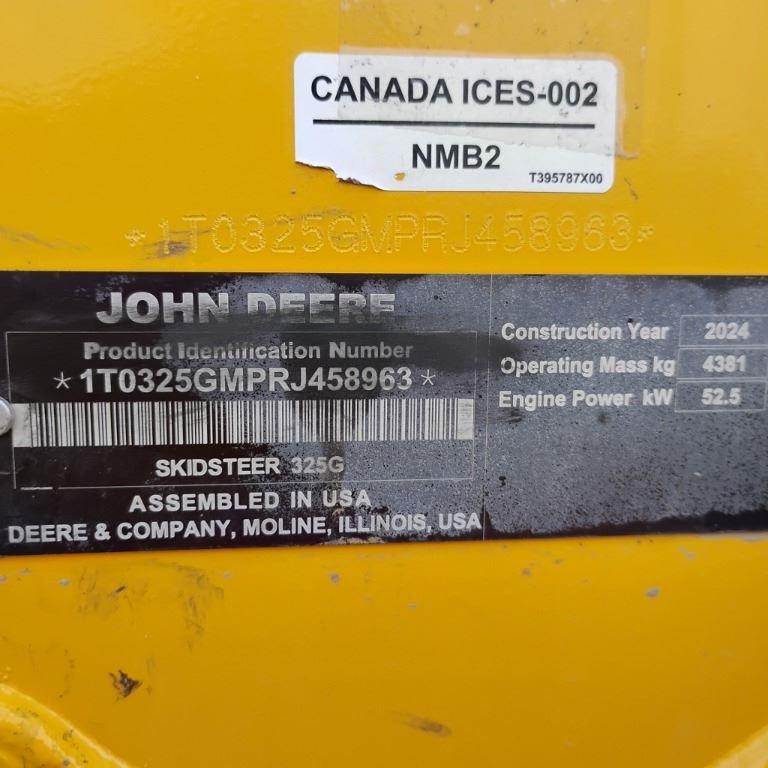 CANADA ICES-002
NMB2
T395787X00
*1T0325GMPRJ458963*
JOHN DEERE
Product Identification Number
*1T0325GMPRJ458963*
SKIDSTEER 325G
ASSEMBLED IN USA
DEERE & COMPANY, MOLINE, ILLINOIS, USA
Construction Year 2024
Operating Mass kg 4381
Engine Power kW 52.5